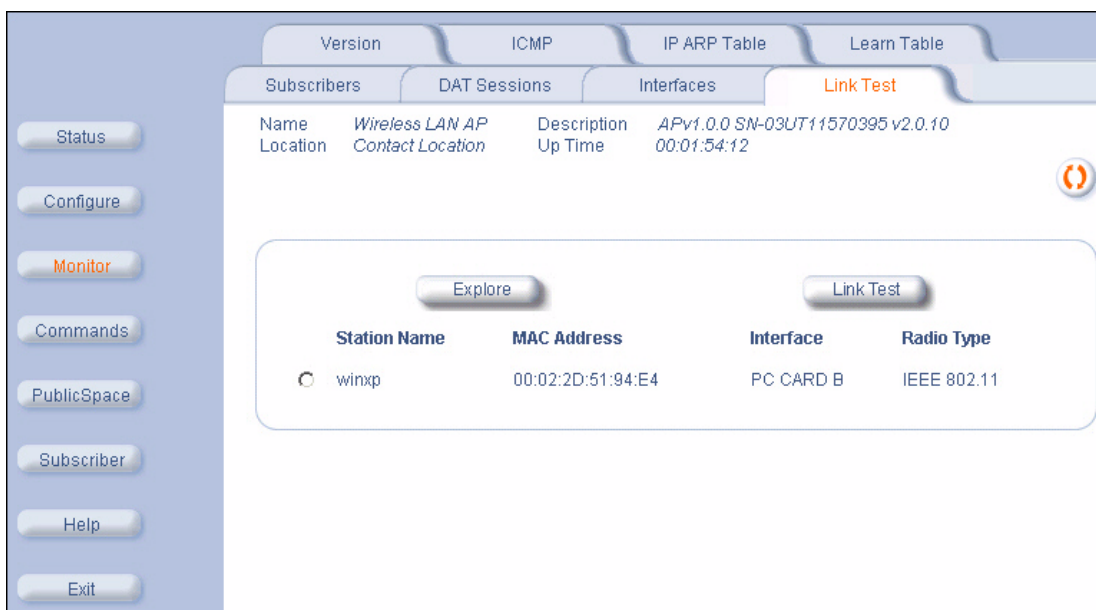 Version ICMP IP ARP Table Learn Table
Subscribers DAT Sessions Interfaces Link Test
Name Wireless LAN AP Description APv1.0.0 SN-03UT11570395 v2.0.10
Location Contact Location Up Time 00:01:54:12
Status
Configure
Monitor
Commands
PublicSpace
Subscriber
Help
Exit
Explore Link Test
Station Name MAC Address Interface Radio Type
winxp 00:02:2D:51:94:E4 PC CARD B IEEE 802.11